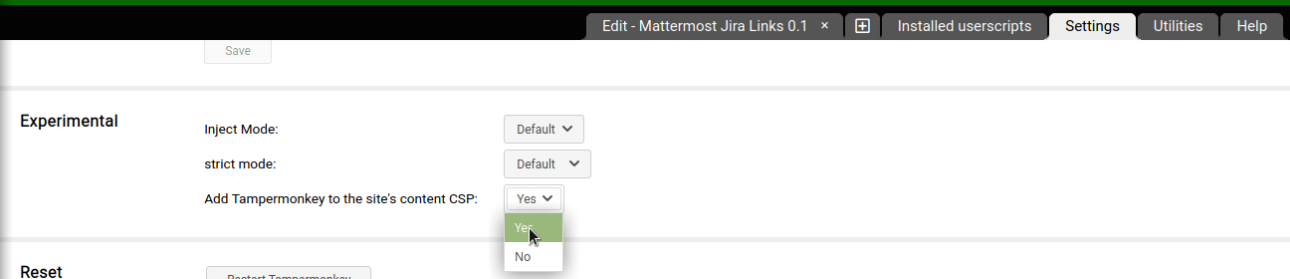 Edit - Mattermost Jira Links 0.1 × Installed userscripts Settings Utilities Help
Save
Experimental
Inject Mode: Default
strict mode: Default
Add Tampermonkey to the site's content CSP: Yes
Yes
No
Reset
Restart Tampermonkey